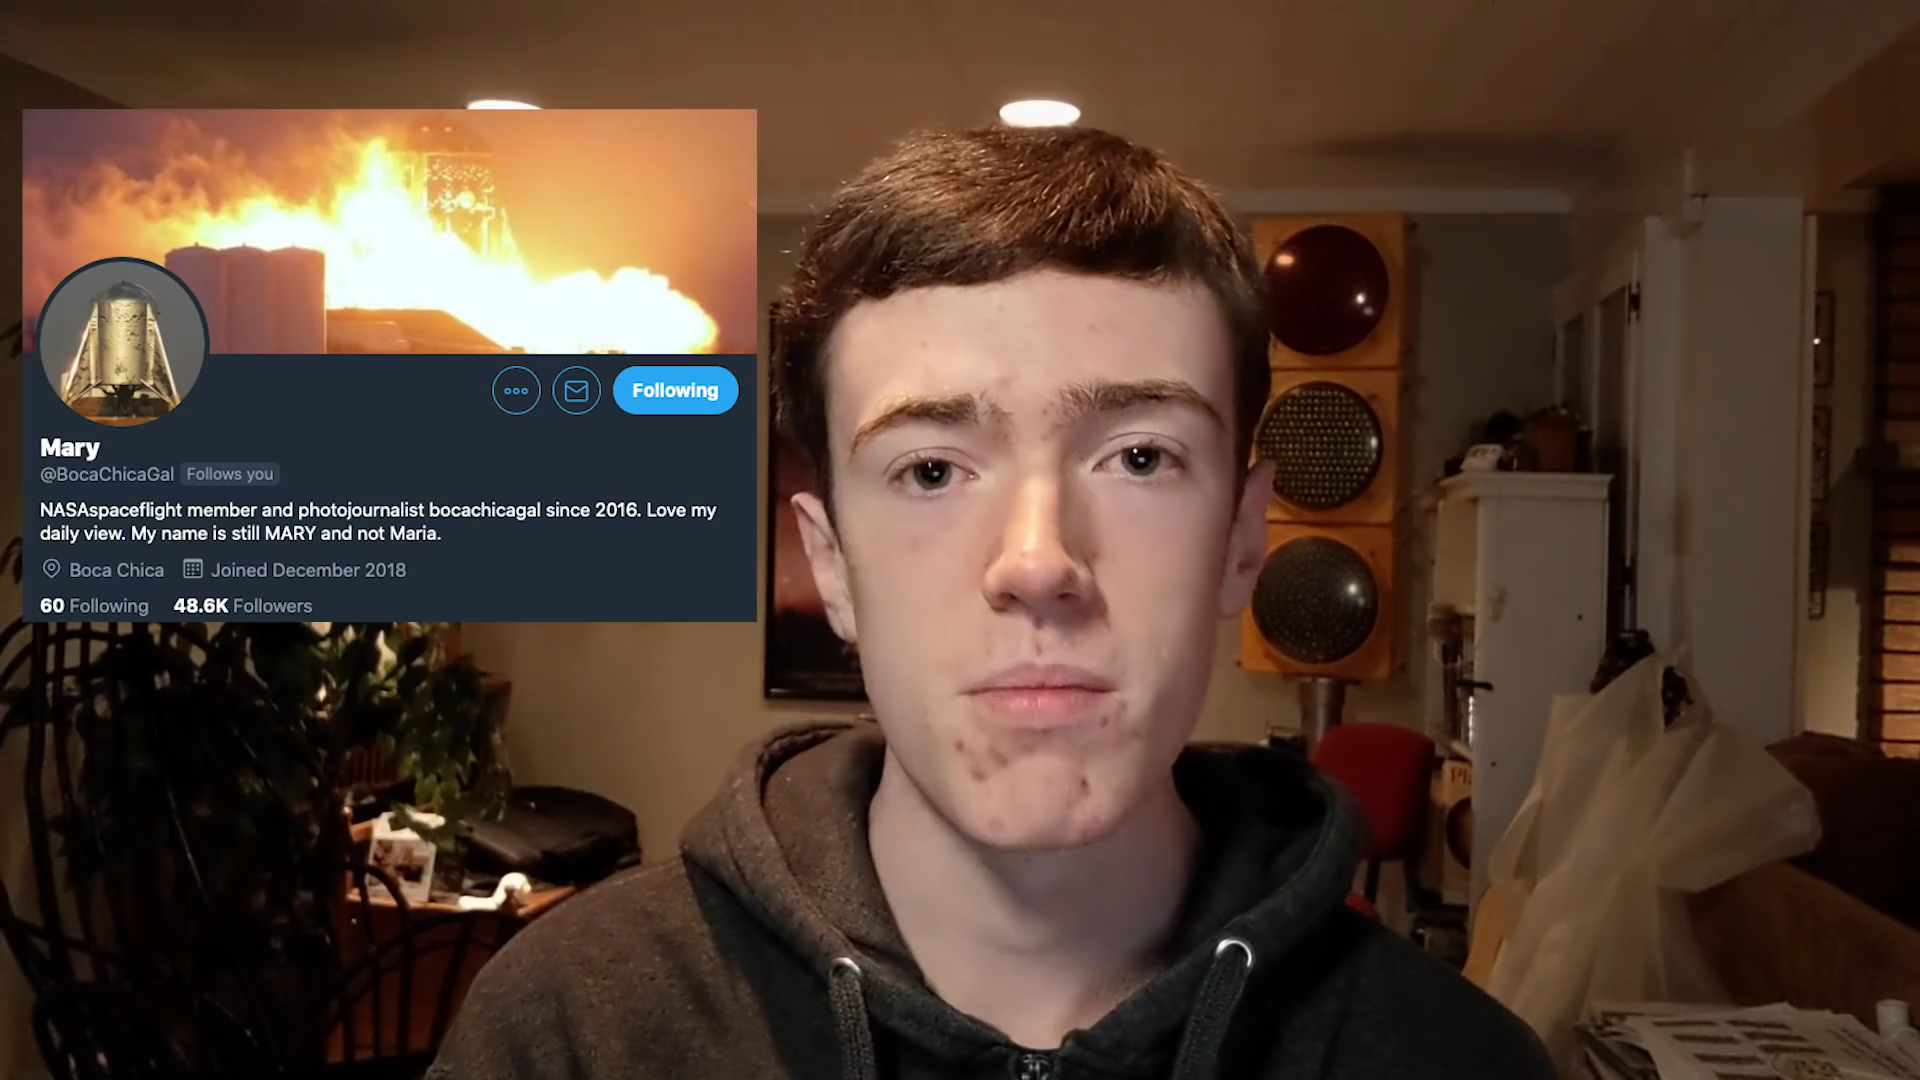 Following
Mary
@BocaChicaGal Follows you
NASAspaceflight member and photojournalist bocachicagal since 2016. Love my
daily view. My name is still MARY and not Maria.
Boca Chica Joined December 2018
60 Following 48.6K Followers